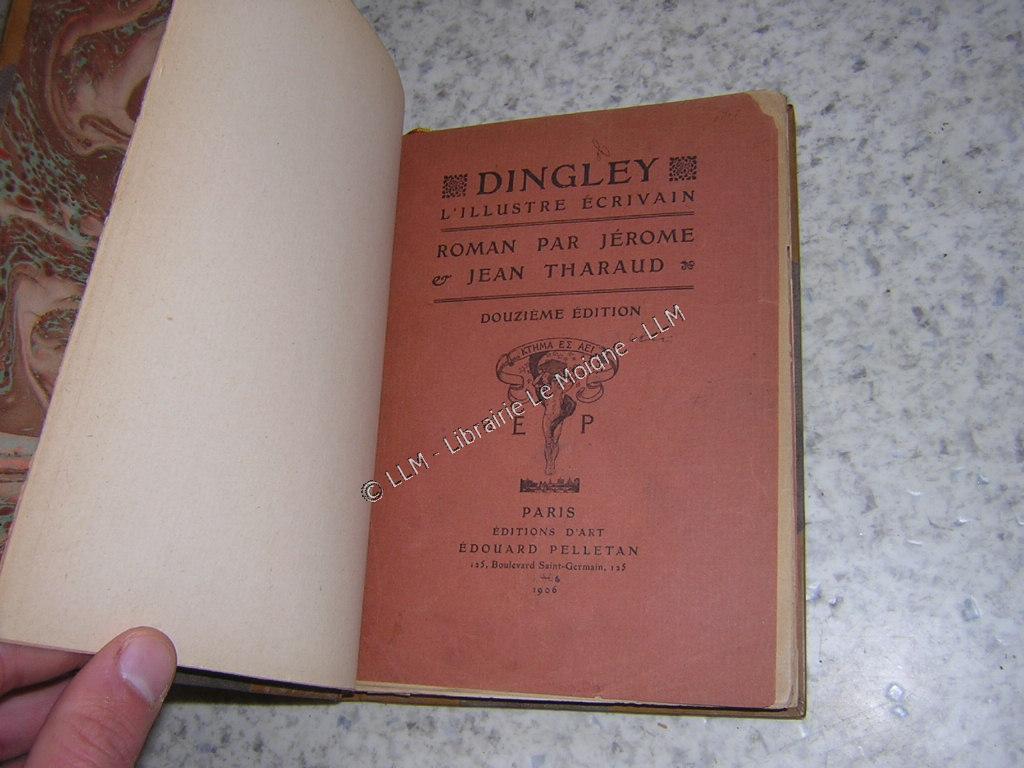 DINGLEY
L'ILLUSTRE ÉCRIVAIN
ROMAN PAR JÉROME
& JEAN THARAUD
DOUZIÈME ÉDITION
ΚΤΗΜΑ ΕΣ ΑΕΙ
E P
PARIS
ÉDITIONS D'ART
ÉDOUARD PELLETAN
125, Boulevard Saint-Germain, 125
1906
© LLM - Librairie Le Moigne - LLM